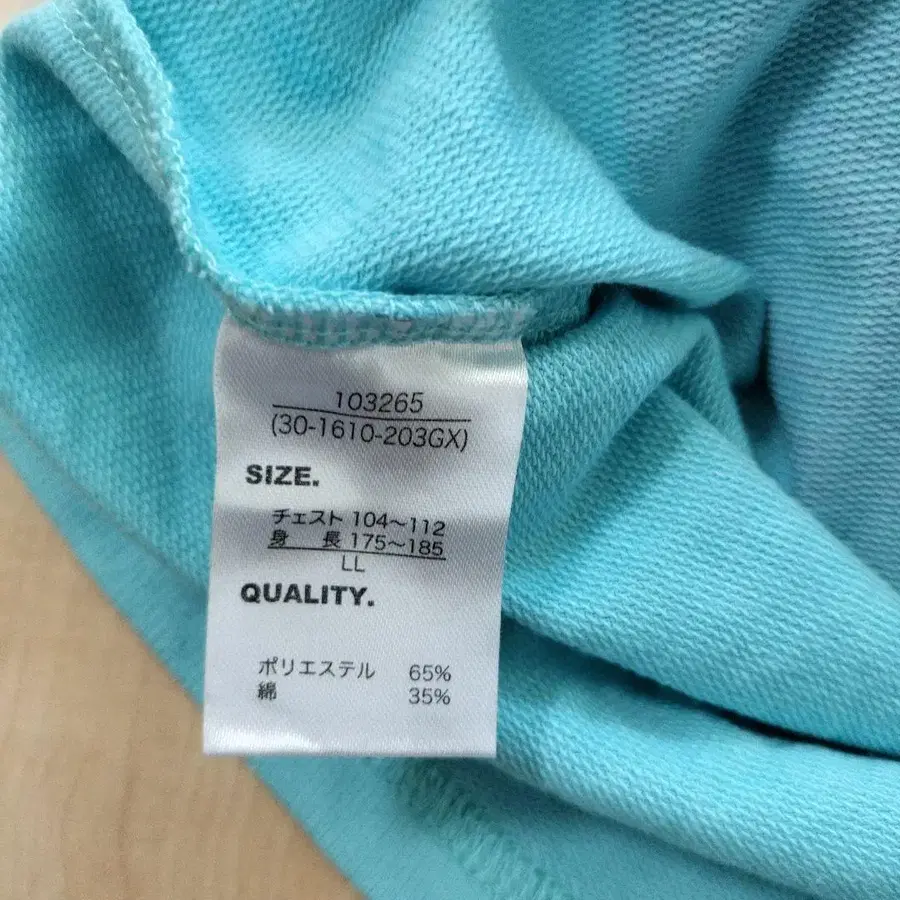 103265
(30-1610-203GX)
SIZE.
チェスト 104～112
身 長 175～185
LL
QUALITY.
ポリエステル 65%
綿 35%